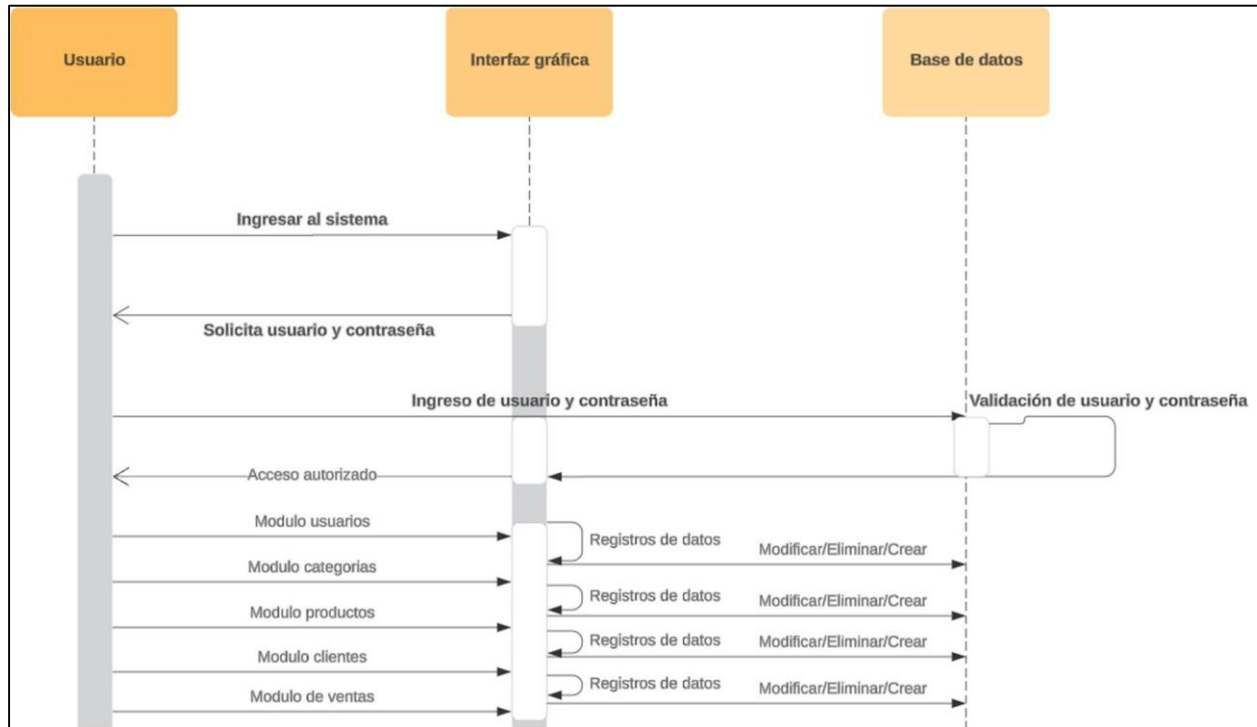 Usuario
Interfaz gráfica
Base de datos
Ingresar al sistema
Solicita usuario y contraseña
Ingreso de usuario y contraseña
Validación de usuario y contraseña
Acceso autorizado
Modulo usuarios
Registros de datos
Modificar/Eliminar/Crear
Modulo categorias
Registros de datos
Modificar/Eliminar/Crear
Modulo productos
Registros de datos
Modificar/Eliminar/Crear
Modulo clientes
Registros de datos
Modificar/Eliminar/Crear
Modulo de ventas